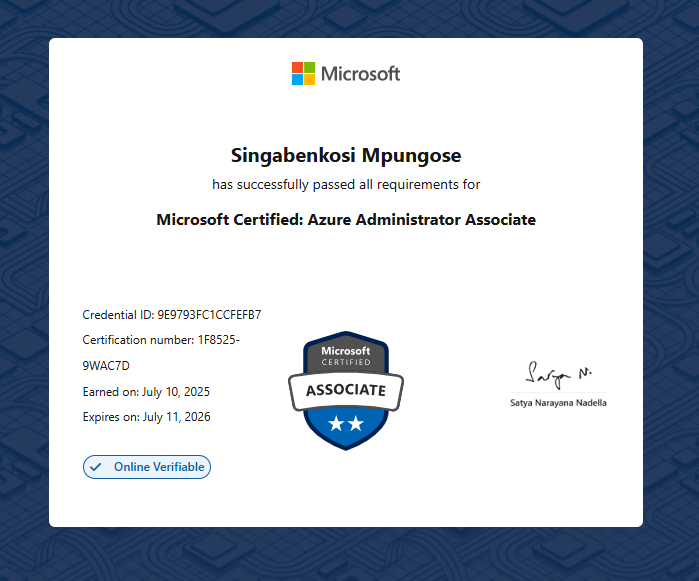 Microsoft
Singabenkosi Mpungose
has successfully passed all requirements for
Microsoft Certified: Azure Administrator Associate
Credential ID: 9E9793FC1CCFEFB7
Certification number: 1F8525-
9WAC7D
Earned on: July 10, 2025
Expires on: July 11, 2026
Online Verifiable
Microsoft
CERTIFIED
ASSOCIATE
Satya N.
Satya Narayana Nadella